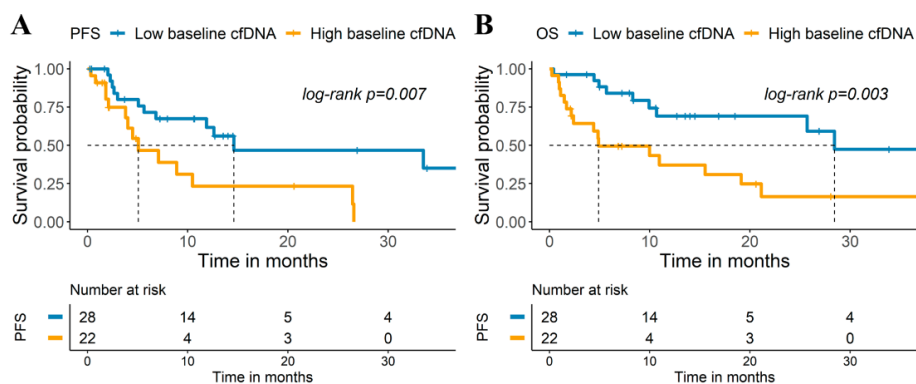 A
PFS Low baseline cfDNA High baseline cfDNA
Survival probability
1.00
0.75
0.50
0.25
0.00
log-rank p=0.007
0 10 20 30
Time in months
Number at risk
PFS
28 14 5 4
22 4 3 0
0 10 20 30
Time in months
B
OS Low baseline cfDNA High baseline cfDNA
Survival probability
1.00
0.75
0.50
0.25
0.00
log-rank p=0.003
0 10 20 30
Time in months
Number at risk
PFS
28 14 5 4
22 4 3 0
0 10 20 30
Time in months